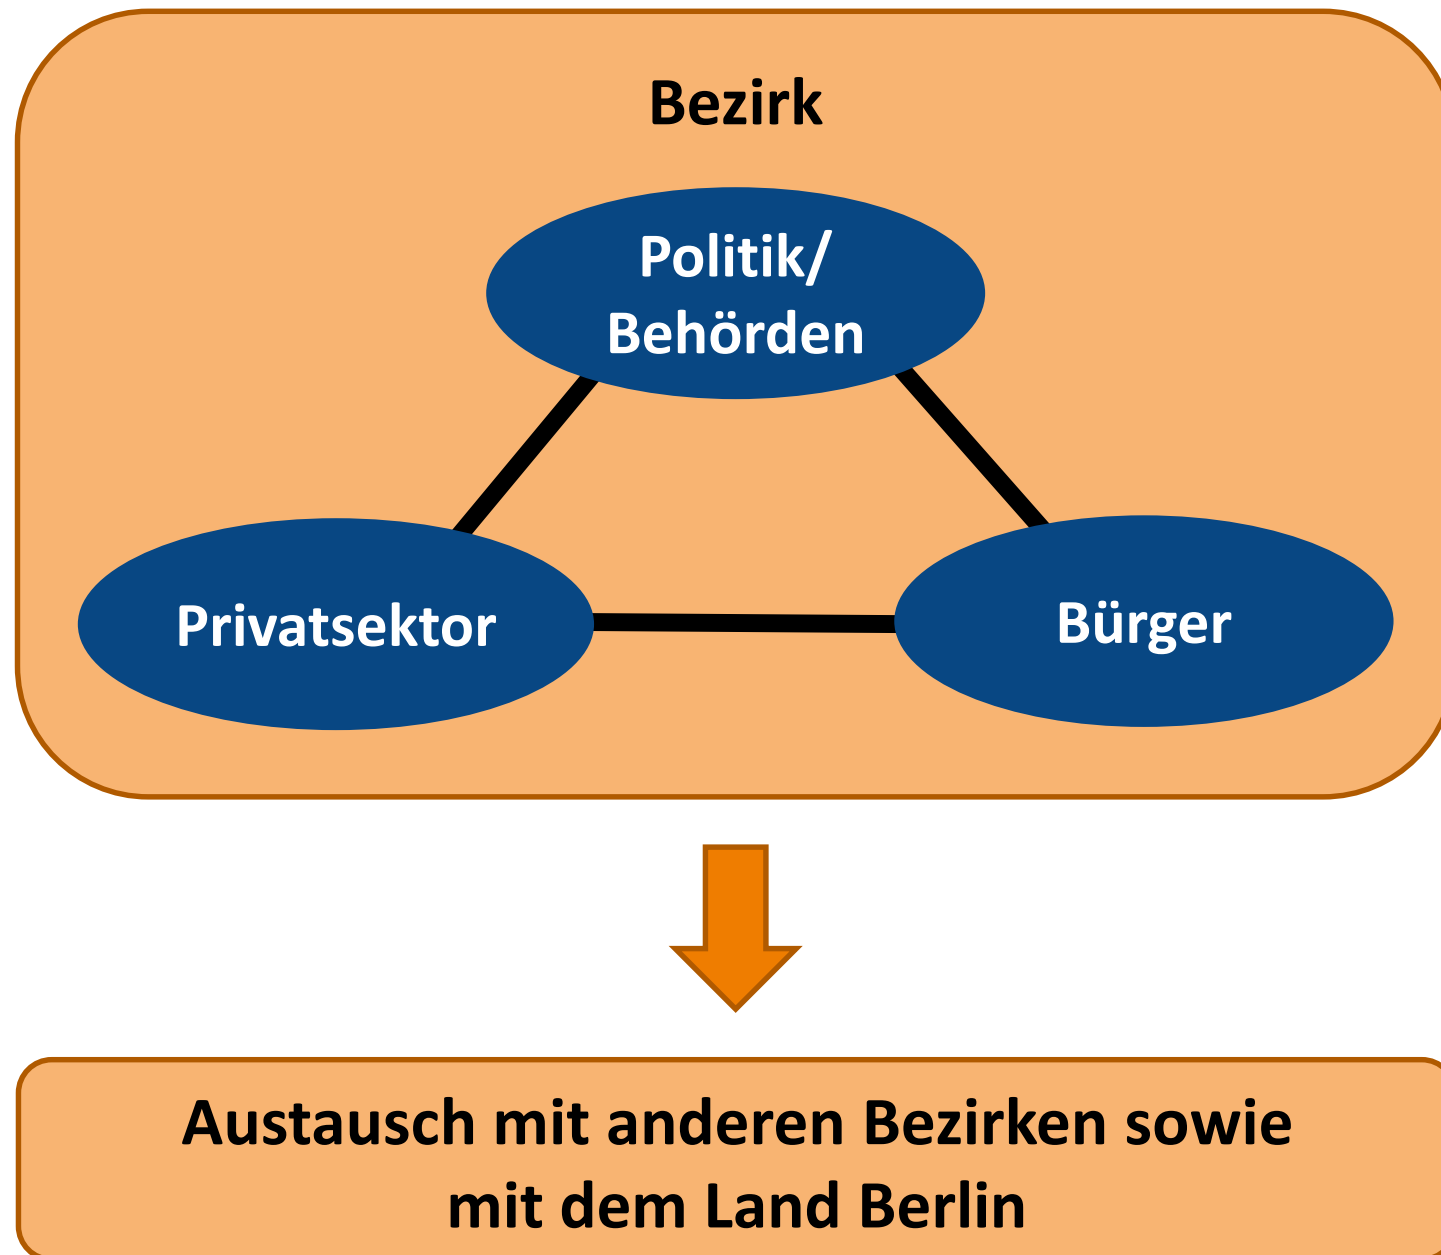 Bezirk
Politik/
Behörden
Privatsektor
Bürger
Austausch mit anderen Bezirken sowie
mit dem Land Berlin